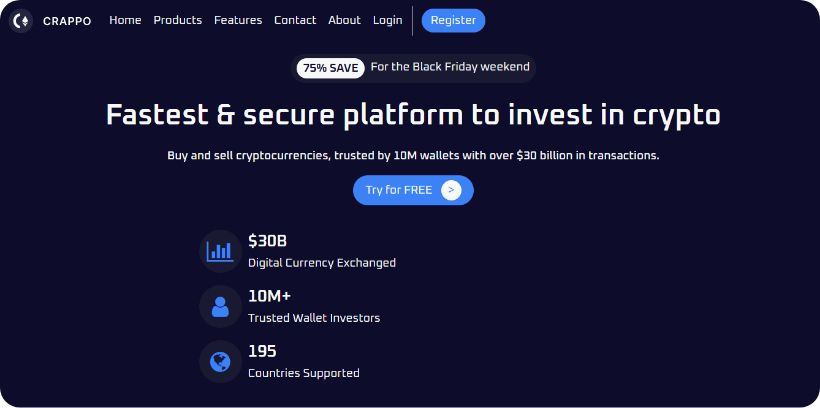 CRAPPO Home Products Features Contact About Login Register
75% SAVE For the Black Friday weekend
Fastest & secure platform to invest in crypto
Buy and sell cryptocurrencies, trusted by 10M wallets with over $30 billion in transactions.
Try for FREE >
$30B
Digital Currency Exchanged
10M+
Trusted Wallet Investors
195
Countries Supported